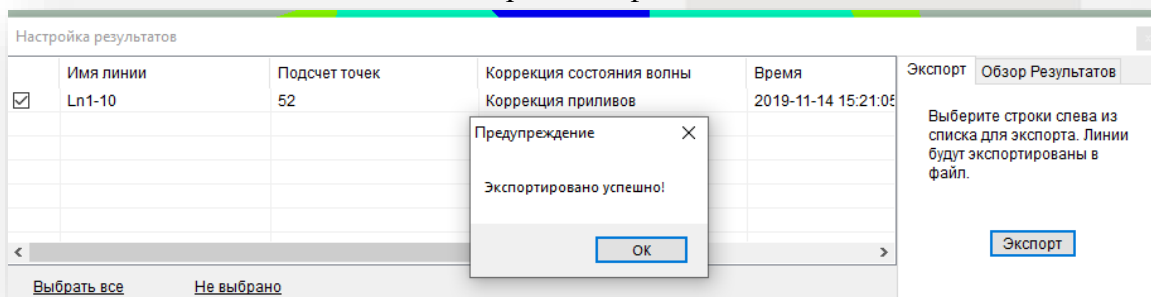 Настройка результатов
Имя линии Подсчет точек Коррекция состояния волны Время
Ln1-10 52 Коррекция приливов 2019-11-14 15:21:05
Предупреждение
Экспортировано успешно!
OK
Выбрать все Не выбрано
Экспорт Обзор Результатов
Выберите строки слева из
списка для экспорта. Линии
будут экспортированы в
файл.
Экспорт